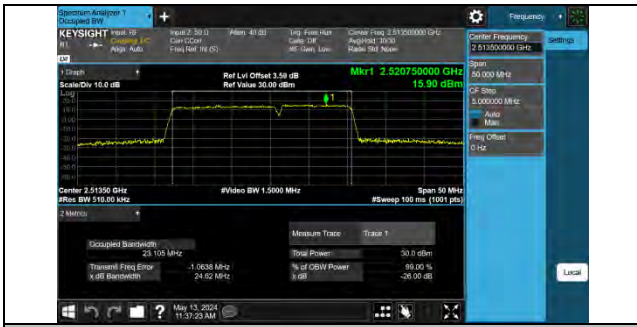 Spectrum Analyzer 1
Occupied BW
Frequency
KEYSIGHT Input: RF
Coupling: DC
Align: Auto
Input Z: 50 Ω
Corr CCorr
Freq Ref: Int (S)
Atten: 40 dB
Trig: Free Run
Gate: Off
#IF Gain: Low
Center Freq: 2.513500000 GHz
Avg|Hold: 10/10
Radio Std: None
1 Graph
Scale/Div 10.0 dB
Ref Lvl Offset 3.50 dB
Ref Value 30.00 dBm
Mkr1 2.520750000 GHz
15.90 dBm
Log
Center 2.51350 GHz
#Res BW 510.00 kHz
#Video BW 1.5000 MHz
Span 50 MHz
#Sweep 100 ms (1001 pts)
2 Metrics
Measure Trace
Trace 1
Occupied Bandwidth
23.105 MHz
Total Power
30.0 dBm
Transmit Freq Error
-1.0638 MHz
% of OBW Power
99.00 %
x dB Bandwidth
24.62 MHz
x dB
-26.00 dB
May 13, 2024
11:37:23 AM
Center Frequency
2.513500000 GHz
Settings
Span
50.000 MHz
CF Step
5.000000 MHz
Auto
Man
Freq Offset
0 Hz
Local